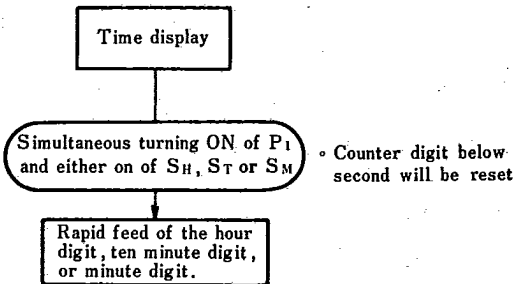 Time display
Simultaneous turning ON of P1
and either on of SH, ST or SM
◦ Counter digit below
second will be reset
Rapid feed of the hour
digit, ten minute digit,
or minute digit.